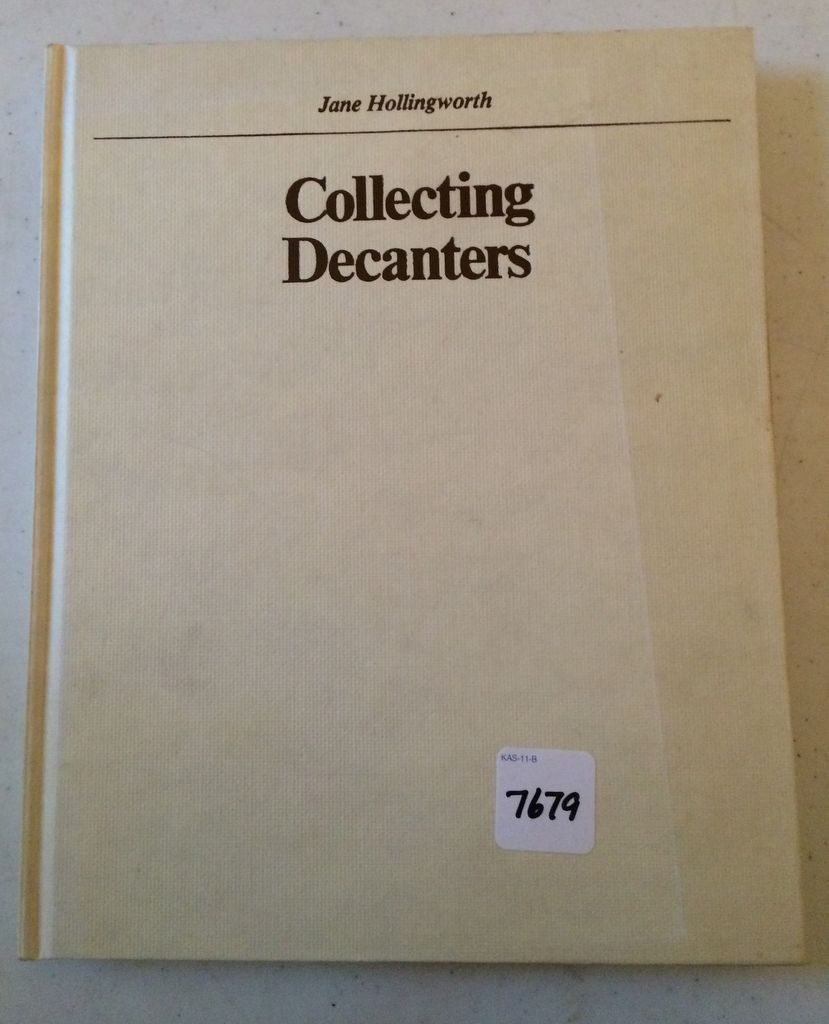 Jane Hollingworth
Collecting
Decanters
KAS-11-B
7679